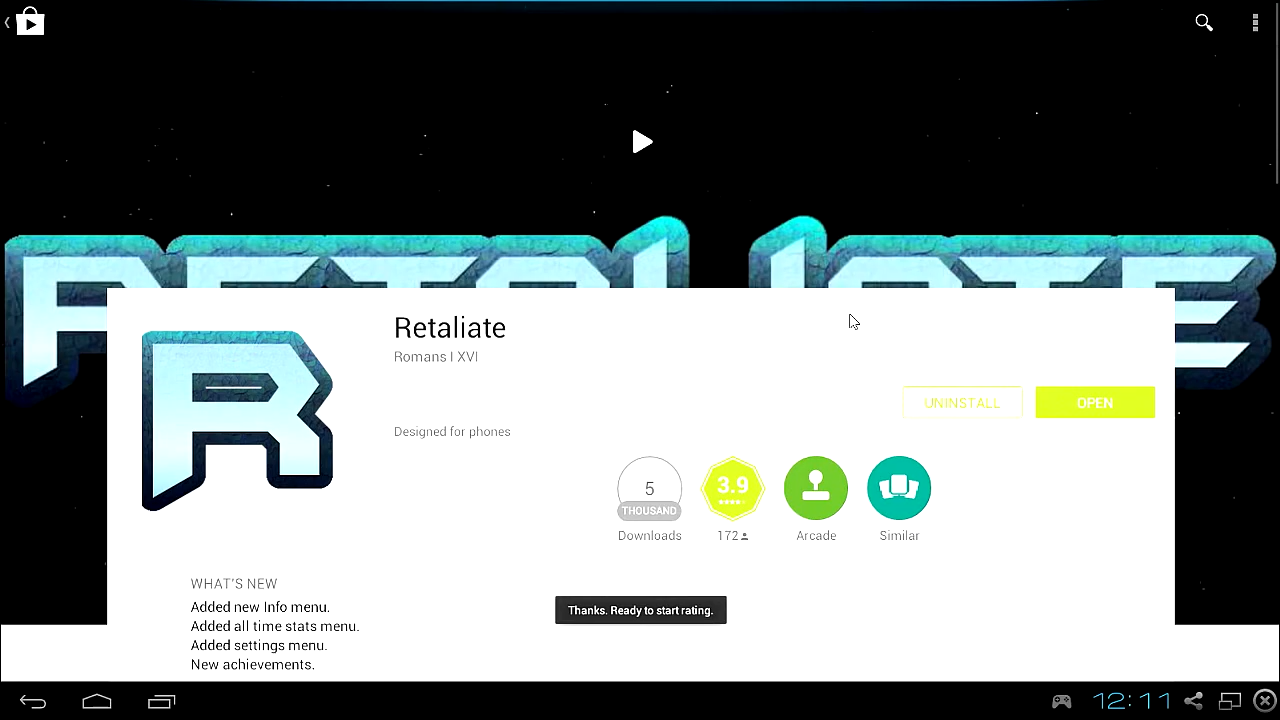 RETALIATE
Retaliate
Romans I XVI
R
UNINSTALL
OPEN
Designed for phones
5
THOUSAND
3.9
Downloads
172
Arcade
Similar
WHAT'S NEW
Added new Info menu.
Added all time stats menu.
Added settings menu.
New achievements.
Thanks. Ready to start rating.
12:11